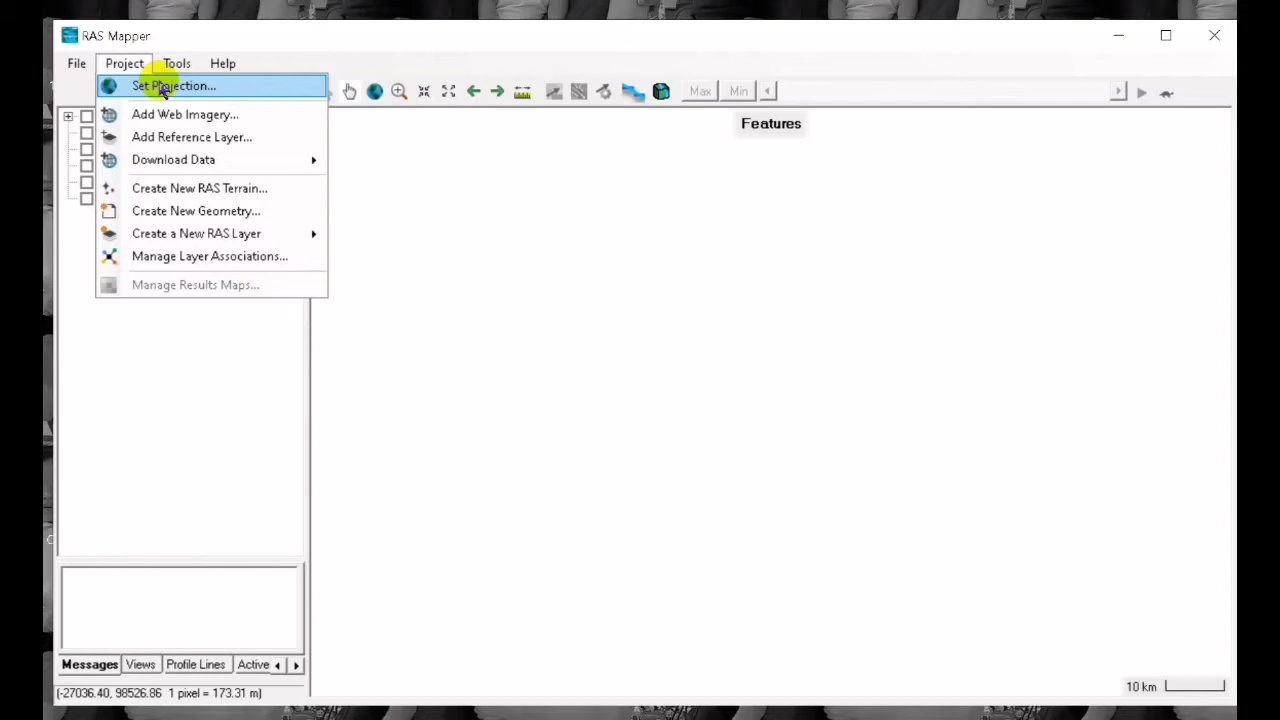 RAS Mapper
File Project Tools Help
Set Projection...
Max Min
Add Web Imagery...
Features
Add Reference Layer...
Download Data
Create New RAS Terrain...
Create New Geometry...
Create a New RAS Layer
Manage Layer Associations...
Manage Results Maps...
Messages Views Profile Lines Active
10 km
(-27036.40, 98526.86 1 pixel = 173.31 m)